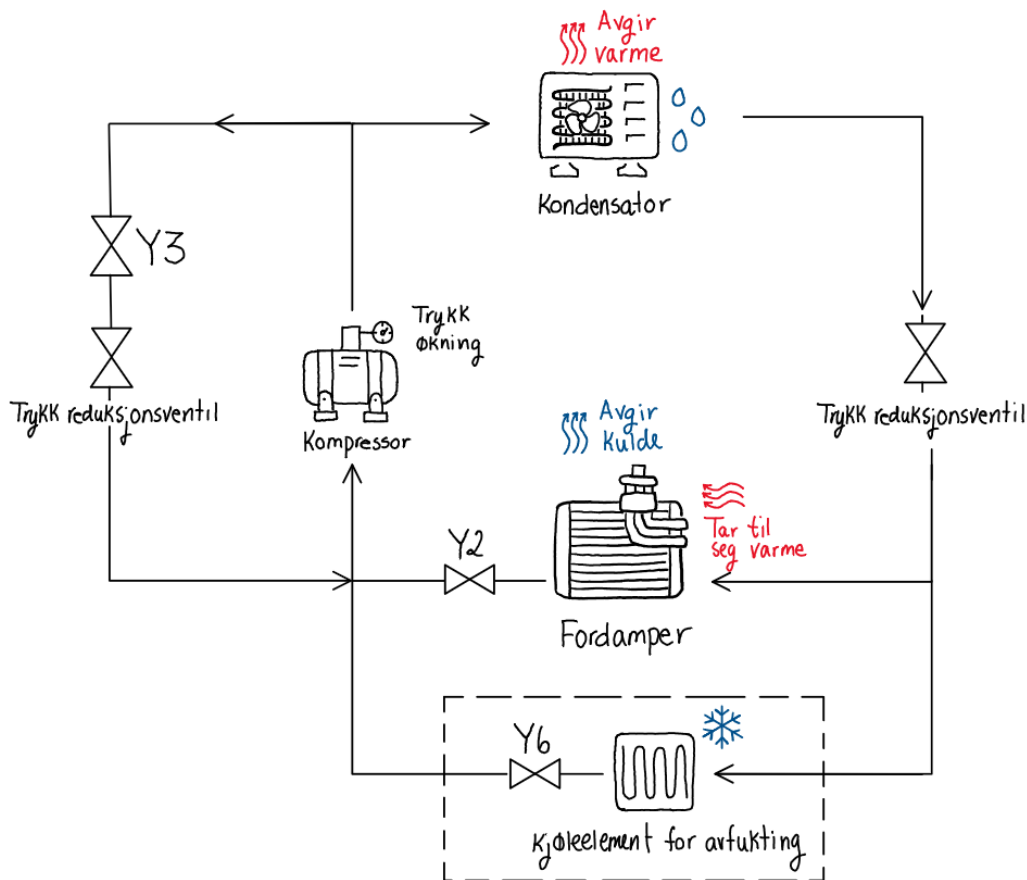 Avgir
varme
Kondensator
Y3
Trykk
økning
Trykk reduksjonsventil
Kompressor
Avgir
kulde
Trykk reduksjonsventil
Tar til
seg varme
Y2
Fordamper
Y6
Kjøleelement for avfukting